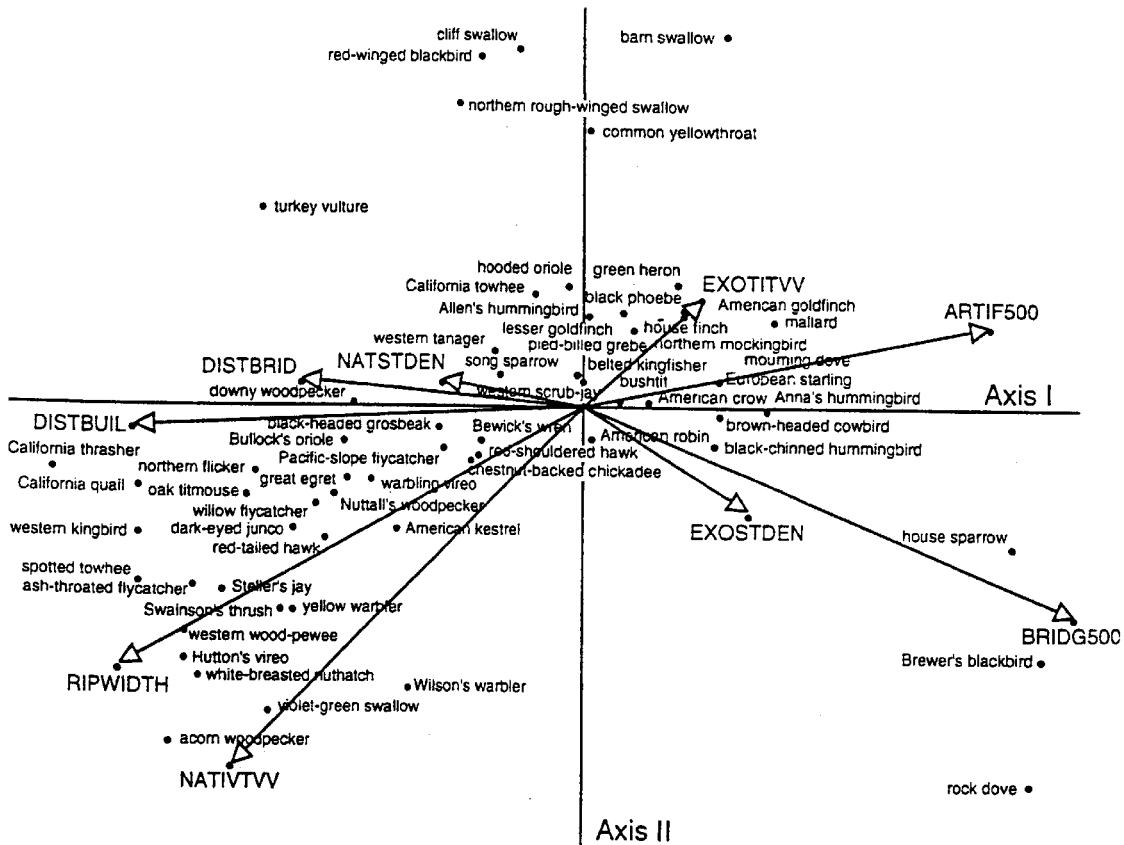 cliff swallow
barn swallow
red-winged blackbird
northern rough-winged swallow
common yellowthroat
turkey vulture
hooded oriole
green heron
California towhee
EXOTITVV
black phoebe
American goldfinch
Allen's hummingbird
ARTIF500
mallard
lesser goldfinch
house finch
western tanager
pied-billed grebe
northern mockingbird
DISTBRID
NATSTDEN
song sparrow
belted kingfisher
mourning dove
bushtit
European starling
downy woodpecker
western scrub-jay
American crow
Anna's hummingbird
Axis I
DISTBUIL
black-headed grosbeak
Bewick's wren
brown-headed cowbird
Bullock's oriole
American robin
California thrasher
red-shouldered hawk
black-chinned hummingbird
Pacific-slope flycatcher
northern flicker
chestnut-backed chickadee
great egret
warbling vireo
California quail
oak titmouse
willow flycatcher
Nuttall's woodpecker
western kingbird
dark-eyed junco
American kestrel
EXOSTDEN
house sparrow
red-tailed hawk
spotted towhee
ash-throated flycatcher
Steller's jay
Swainson's thrush
yellow warbler
western wood-pewee
BRIDG500
Hutton's vireo
Brewer's blackbird
RIPWIDTH
white-breasted nuthatch
Wilson's warbler
violet-green swallow
acorn woodpecker
NATIVTVV
rock dove
Axis II